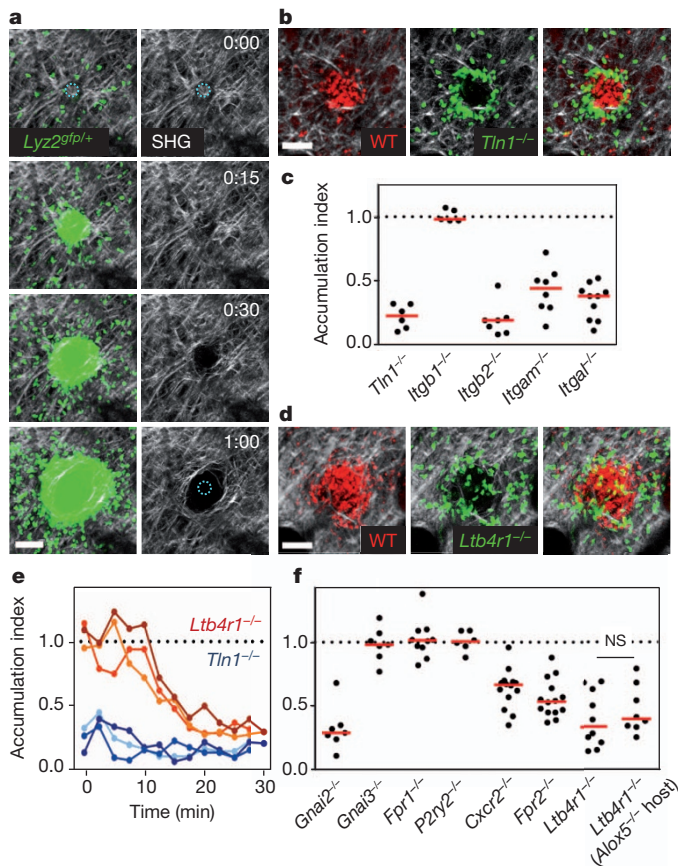 a
Lyz2gfp/+
SHG
0:00
0:15
0:30
1:00
b
WT
Tln1–/–
c
Accumulation index
1.0
0.5
0.0
Tln1–/–
Itgb1–/–
Itgb2–/–
Itgam–/–
Itgal–/–
d
WT
Ltb4r1–/–
e
Accumulation index
1.0
0.5
0.0
Ltb4r1–/–
Tln1–/–
0
10
20
30
Time (min)
f
1.0
0.5
0.0
NS
Gnai2–/–
Gnai3–/–
Fpr1–/–
P2ry2–/–
Cxcr2–/–
Fpr2–/–
Ltb4r1–/–
Ltb4r1–/–
(Alox5–/– host)